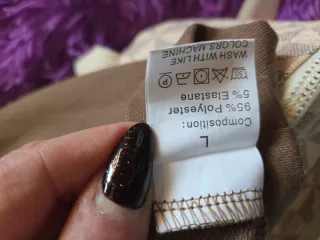 L
Composition:
95% Polyester
5% Elastane
WASH WITH LIKE
COLORS.MACHINE